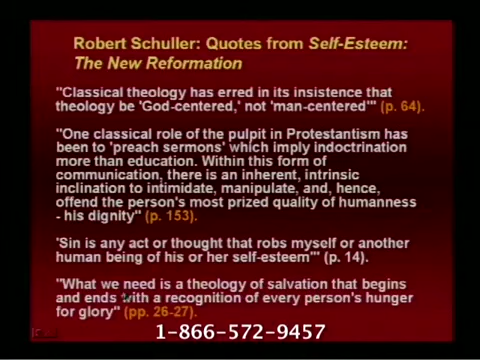 Robert Schuller: Quotes from Self-Esteem:
The New Reformation
"Classical theology has erred in its insistence that
theology be 'God-centered,' not 'man-centered'" (p. 64).
"One classical role of the pulpit in Protestantism has
been to 'preach sermons' which imply indoctrination
more than education. Within this form of
communication, there is an inherent, intrinsic
inclination to intimidate, manipulate, and, hence,
offend the person's most prized quality of humanness
- his dignity" (p. 153).
'Sin is any act or thought that robs myself or another
human being of his or her self-esteem'" (p. 14).
"What we need is a theology of salvation that begins
and ends with a recognition of every person's hunger
for glory" (pp. 26-27).
1-866-572-9457